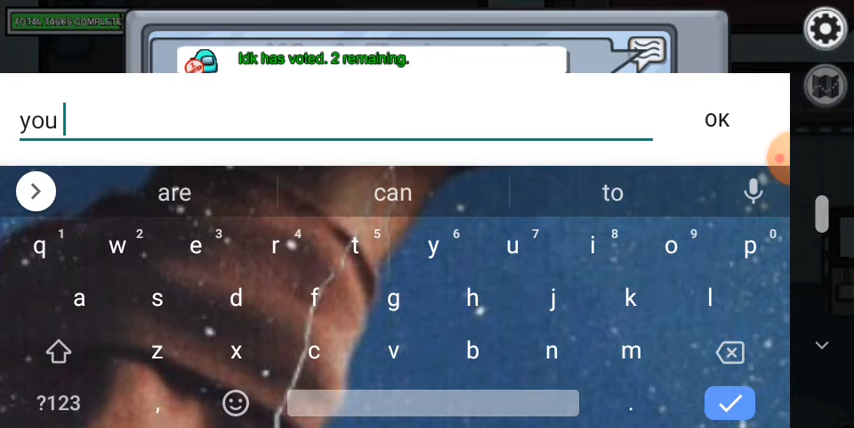 TOTAL TASKS COMPLETE
Idk has voted. 2 remaining.
you
OK
are can to
q 1 w 2 e 3 r 4 t 5 y 6 u 7 i 8 o 9 p 0
a s d f g h j k l
z x c v b n m
?123 , .